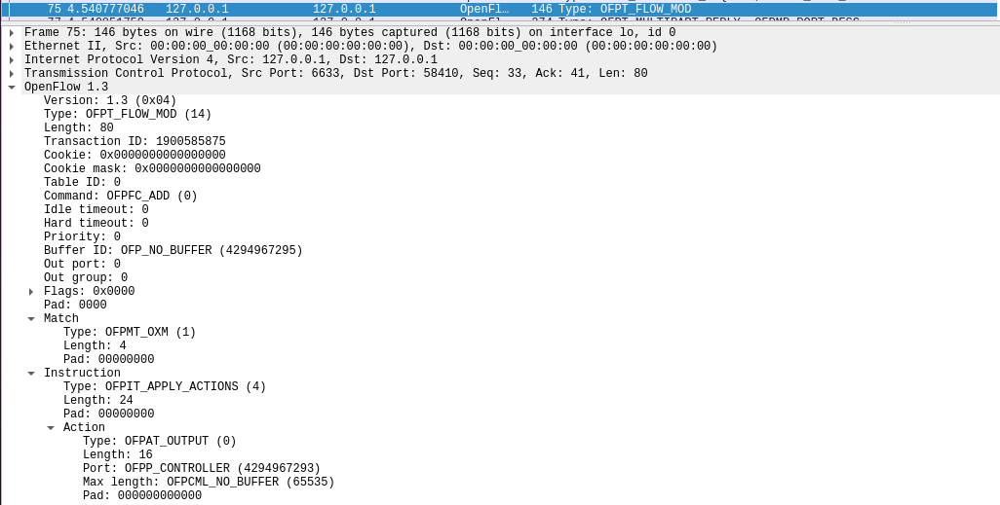 75 4.540777046 127.0.0.1 127.0.0.1 OpenFl… 146 Type: OFPT_FLOW_MOD
Frame 75: 146 bytes on wire (1168 bits), 146 bytes captured (1168 bits) on interface lo, id 0
Ethernet II, Src: 00:00:00_00:00:00 (00:00:00:00:00:00), Dst: 00:00:00_00:00:00 (00:00:00:00:00:00)
Internet Protocol Version 4, Src: 127.0.0.1, Dst: 127.0.0.1
Transmission Control Protocol, Src Port: 6633, Dst Port: 58410, Seq: 33, Ack: 41, Len: 80
OpenFlow 1.3
Version: 1.3 (0x04)
Type: OFPT_FLOW_MOD (14)
Length: 80
Transaction ID: 1900585875
Cookie: 0x0000000000000000
Cookie mask: 0x0000000000000000
Table ID: 0
Command: OFPFC_ADD (0)
Idle timeout: 0
Hard timeout: 0
Priority: 0
Buffer ID: OFP_NO_BUFFER (4294967295)
Out port: 0
Out group: 0
Flags: 0x0000
Pad: 0000
Match
Type: OFPMT_OXM (1)
Length: 4
Pad: 00000000
Instruction
Type: OFPIT_APPLY_ACTIONS (4)
Length: 24
Pad: 00000000
Action
Type: OFPAT_OUTPUT (0)
Length: 16
Port: OFPP_CONTROLLER (4294967293)
Max length: OFPCML_NO_BUFFER (65535)
Pad: 000000000000